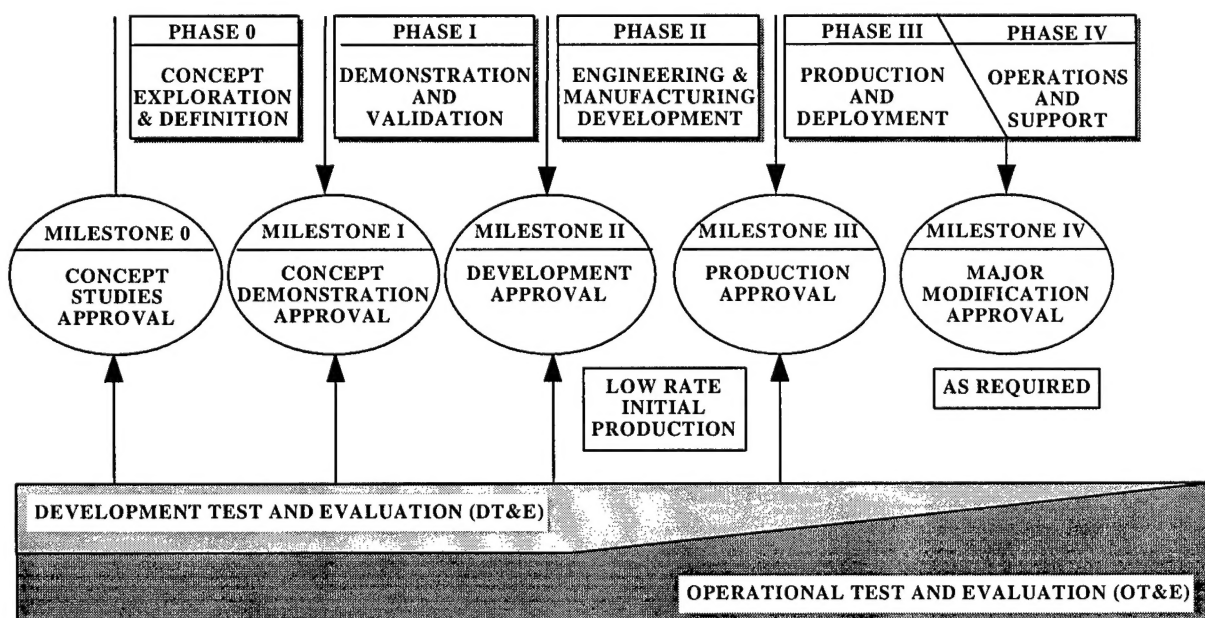 PHASE 0
CONCEPT
EXPLORATION
& DEFINITION
PHASE I
DEMONSTRATION
AND
VALIDATION
PHASE II
ENGINEERING &
MANUFACTURING
DEVELOPMENT
PHASE III
PRODUCTION
AND
DEPLOYMENT
PHASE IV
OPERATIONS
AND
SUPPORT
MILESTONE 0
CONCEPT
STUDIES
APPROVAL
MILESTONE I
CONCEPT
DEMONSTRATION
APPROVAL
MILESTONE II
DEVELOPMENT
APPROVAL
MILESTONE III
PRODUCTION
APPROVAL
MILESTONE IV
MAJOR
MODIFICATION
APPROVAL
LOW RATE
INITIAL
PRODUCTION
AS REQUIRED
DEVELOPMENT TEST AND EVALUATION (DT&E)
OPERATIONAL TEST AND EVALUATION (OT&E)